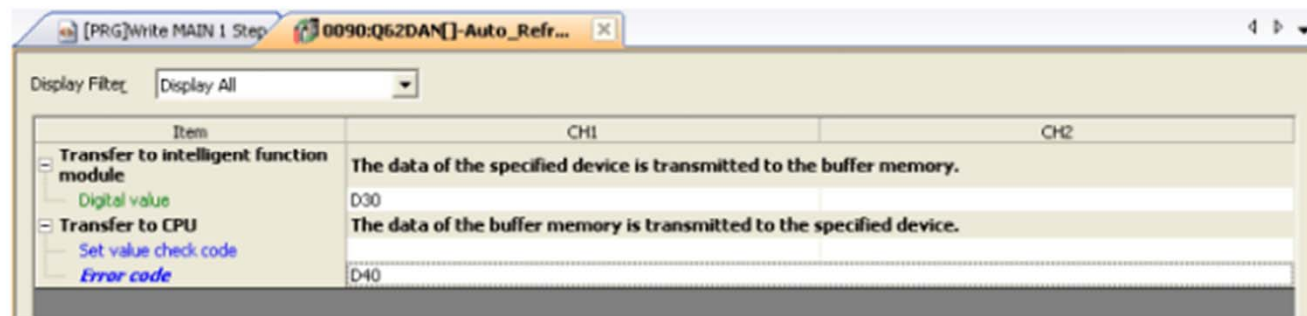 [PRG]Write MAIN 1 Step 0090:Q62DAN[]-Auto_Refr...
Display Filter Display All
Item CH1 CH2
Transfer to intelligent function module The data of the specified device is transmitted to the buffer memory.
Digital value D30
Transfer to CPU The data of the buffer memory is transmitted to the specified device.
Set value check code
Error code D40